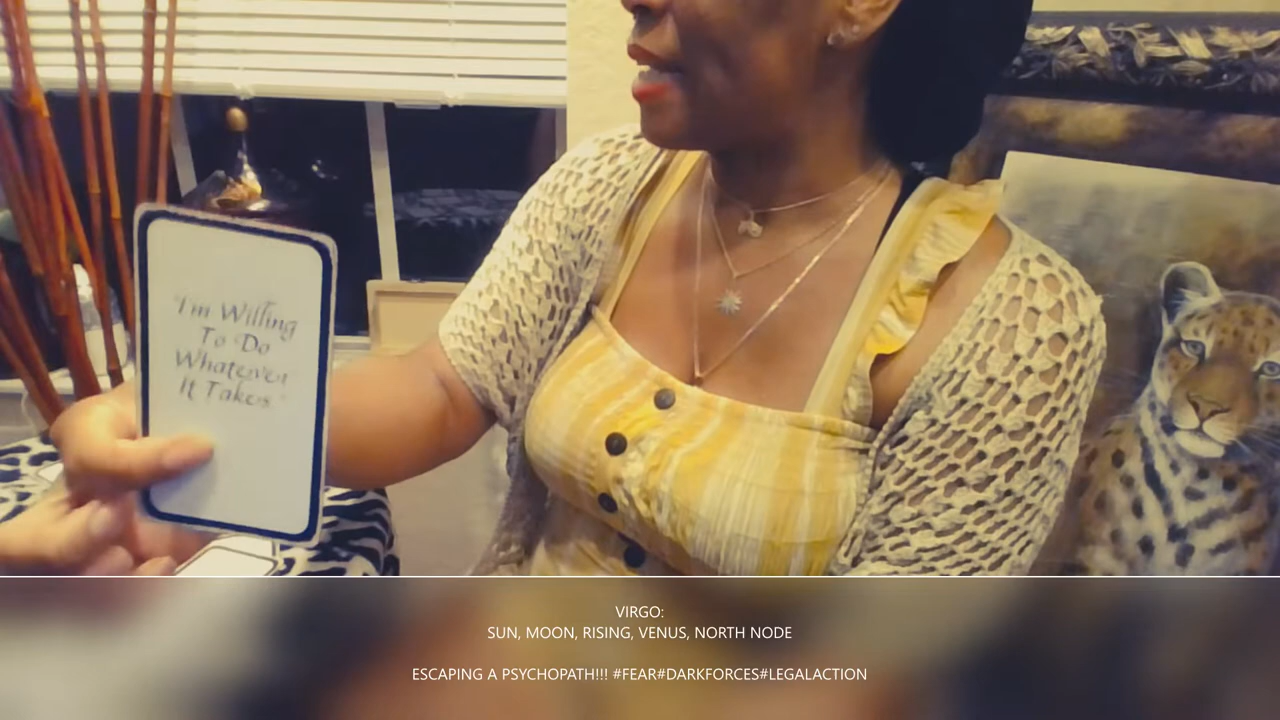 "I'm Willing
To Do
Whatever
It Takes"
VIRGO:
SUN, MOON, RISING, VENUS, NORTH NODE
ESCAPING A PSYCHOPATH!!! #FEAR#DARKFORCES#LEGALACTION